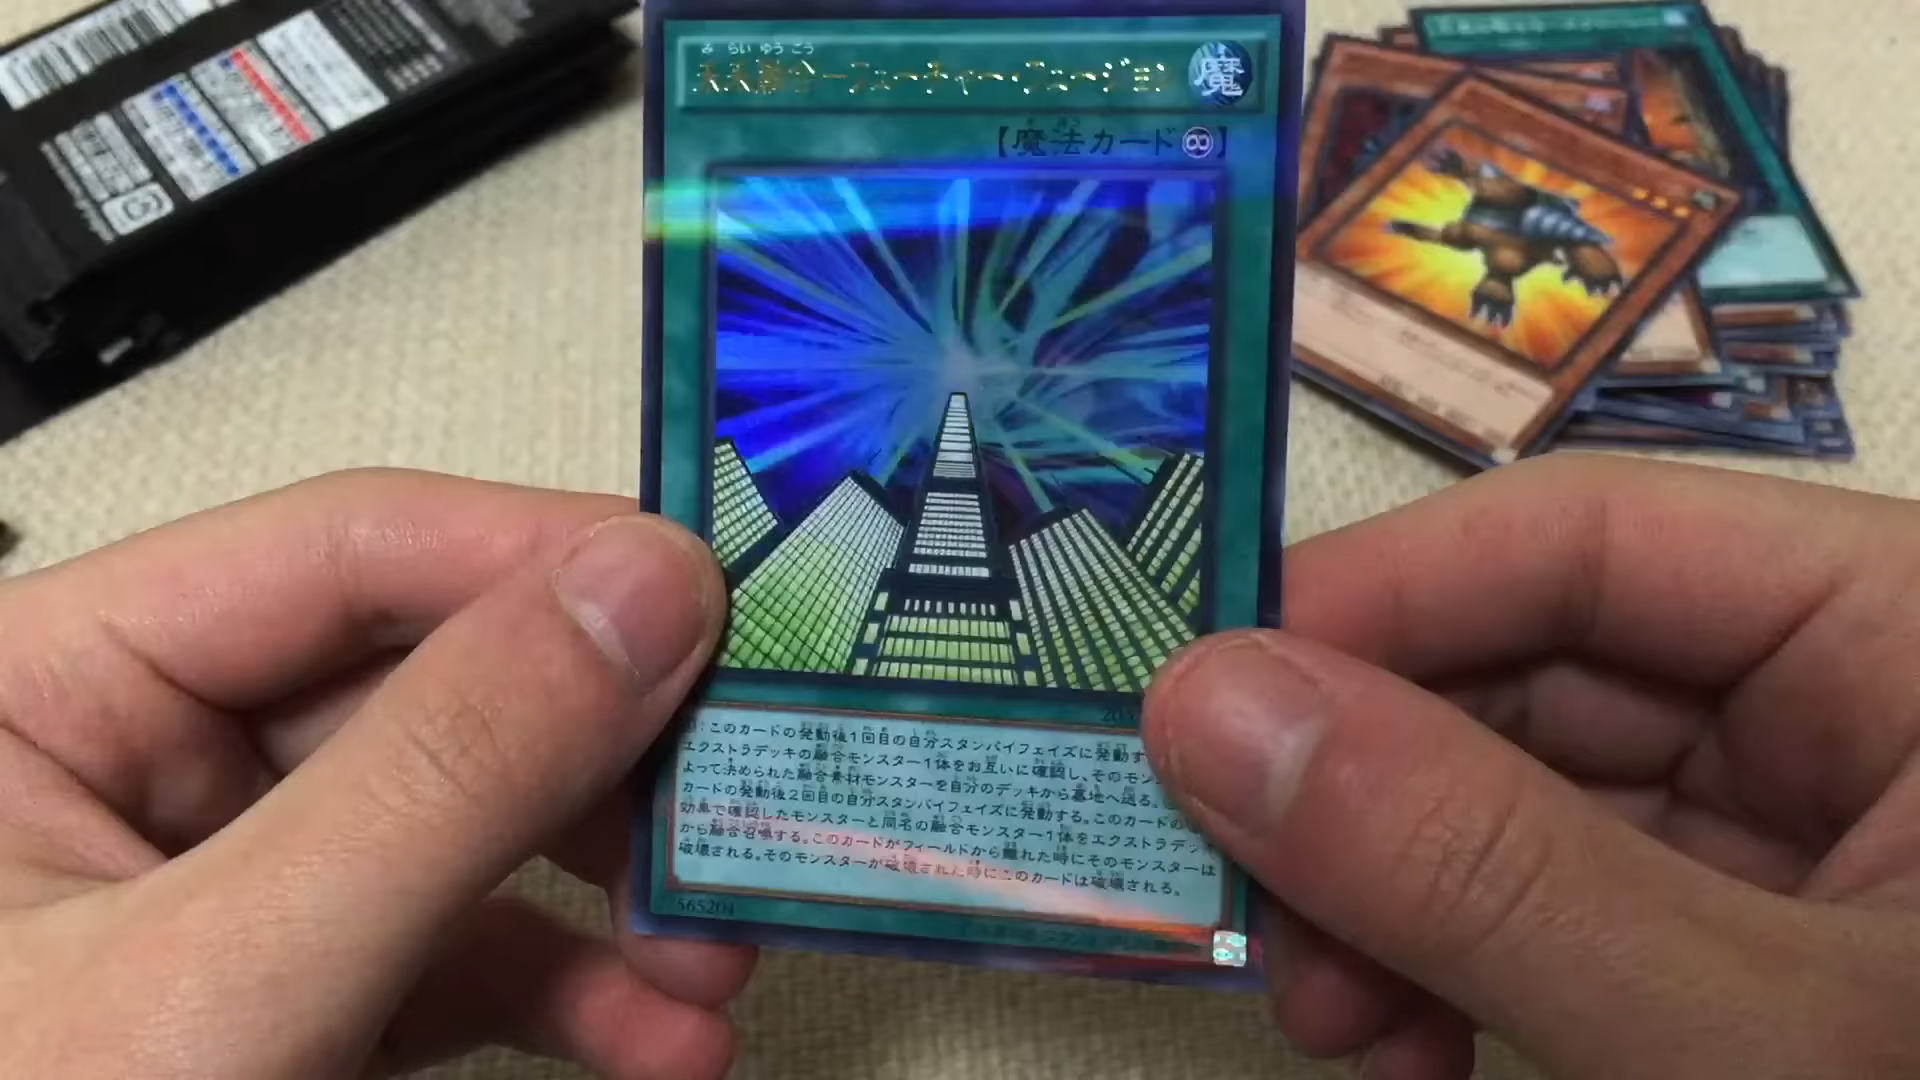 み らい ゆう ごう
未来融合－フューチャー・フュージョン
魔
【魔法カード∞】
：このカードの発動後1回目の自分スタンバイフェイズに発動す
エクストラデッキの融合モンスター1体をお互いに確認し、そのモン
よって決められた融合素材モンスターを自分のデッキから墓地へ送る。
カードの発動後2回目の自分スタンバイフェイズに発動する。このカードの
効果で確認したモンスターと同名の融合モンスター1体をエクストラデッキ
から融合召喚する。このカードがフィールドから離れた時にそのモンスターは
破壊される。そのモンスターが破壊された時にこのカードは破壊される。
565204